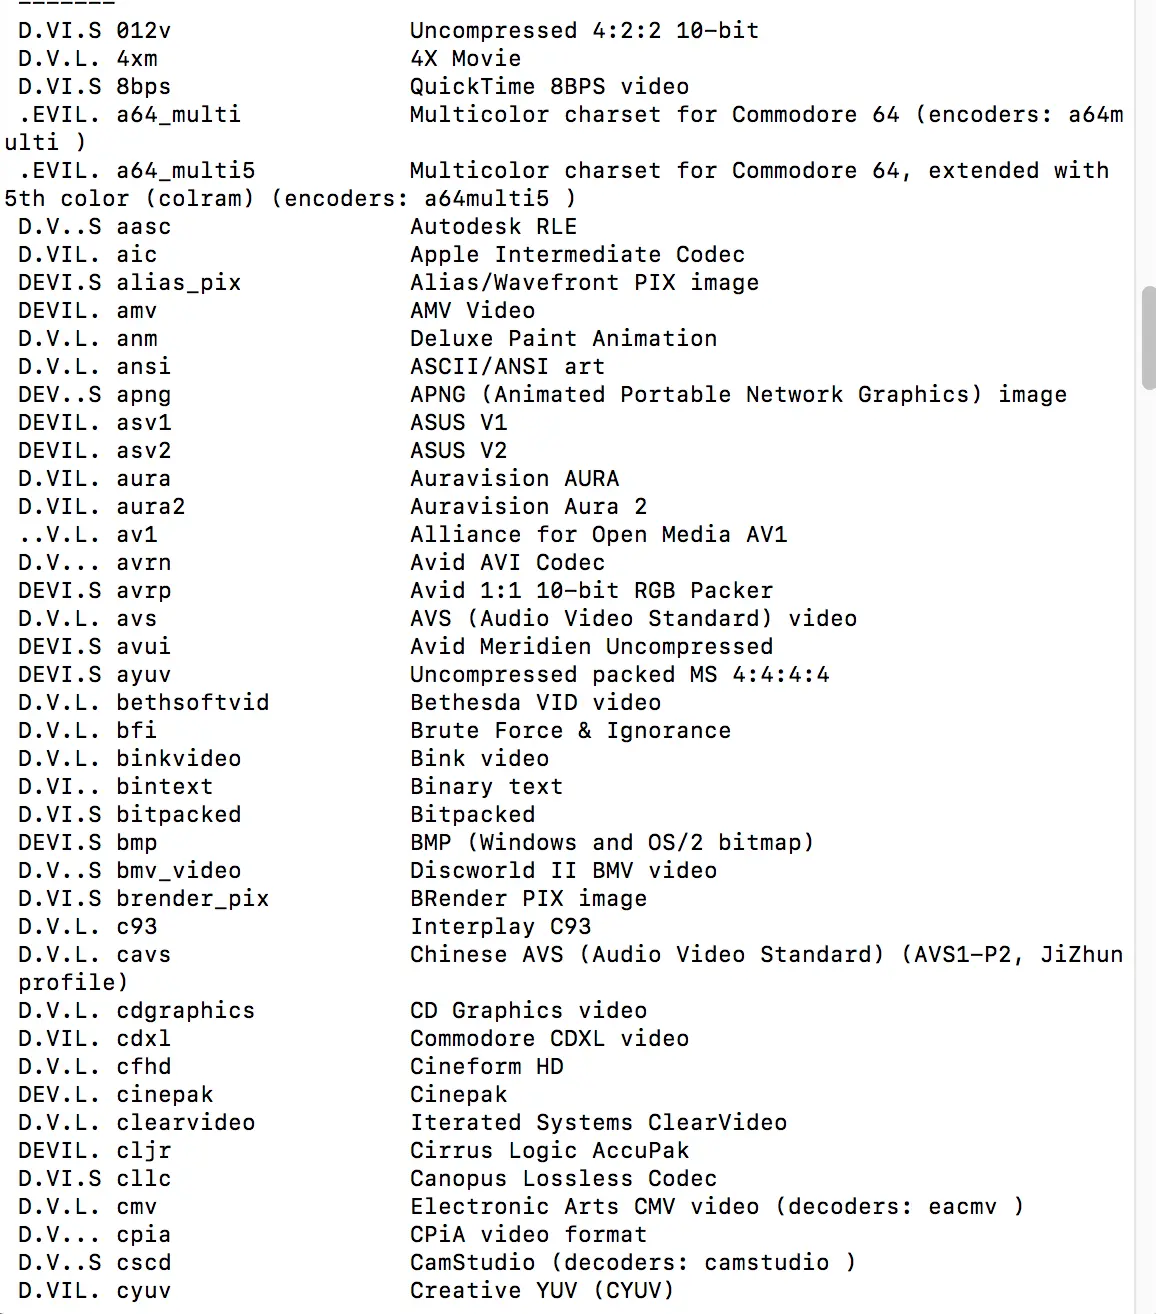 -------
D.VI.S 012v                 Uncompressed 4:2:2 10-bit
D.V.L. 4xm                  4X Movie
D.VI.S 8bps                 QuickTime 8BPS video
.EVIL. a64_multi            Multicolor charset for Commodore 64 (encoders: a64m
ulti )
.EVIL. a64_multi5           Multicolor charset for Commodore 64, extended with
5th color (colram) (encoders: a64multi5 )
D.V..S aasc                 Autodesk RLE
D.VIL. aic                  Apple Intermediate Codec
DEVI.S alias_pix            Alias/Wavefront PIX image
DEVIL. amv                  AMV Video
D.V.L. anm                  Deluxe Paint Animation
D.V.L. ansi                 ASCII/ANSI art
DEV..S apng                 APNG (Animated Portable Network Graphics) image
DEVIL. asv1                 ASUS V1
DEVIL. asv2                 ASUS V2
D.VIL. aura                 Auravision AURA
D.VIL. aura2                Auravision Aura 2
..V.L. av1                  Alliance for Open Media AV1
D.V... avrn                 Avid AVI Codec
DEVI.S avrp                 Avid 1:1 10-bit RGB Packer
D.V.L. avs                  AVS (Audio Video Standard) video
DEVI.S avui                 Avid Meridien Uncompressed
DEVI.S ayuv                 Uncompressed packed MS 4:4:4:4
D.V.L. bethsoftvid          Bethesda VID video
D.V.L. bfi                  Brute Force & Ignorance
D.V.L. binkvideo            Bink video
D.VI.. bintext              Binary text
D.VI.S bitpacked            Bitpacked
DEVI.S bmp                  BMP (Windows and OS/2 bitmap)
D.V..S bmv_video            Discworld II BMV video
D.VI.S brender_pix          BRender PIX image
D.V.L. c93                  Interplay C93
D.V.L. cavs                 Chinese AVS (Audio Video Standard) (AVS1-P2, JiZhun
profile)
D.V.L. cdgraphics           CD Graphics video
D.VIL. cdxl                 Commodore CDXL video
D.V.L. cfhd                 Cineform HD
DEV.L. cinepak              Cinepak
D.V.L. clearvideo           Iterated Systems ClearVideo
DEVIL. cljr                 Cirrus Logic AccuPak
D.VI.S cllc                 Canopus Lossless Codec
D.V.L. cmv                  Electronic Arts CMV video (decoders: eacmv )
D.V... cpia                 CPiA video format
D.V..S cscd                 CamStudio (decoders: camstudio )
D.VIL. cyuv                 Creative YUV (CYUV)